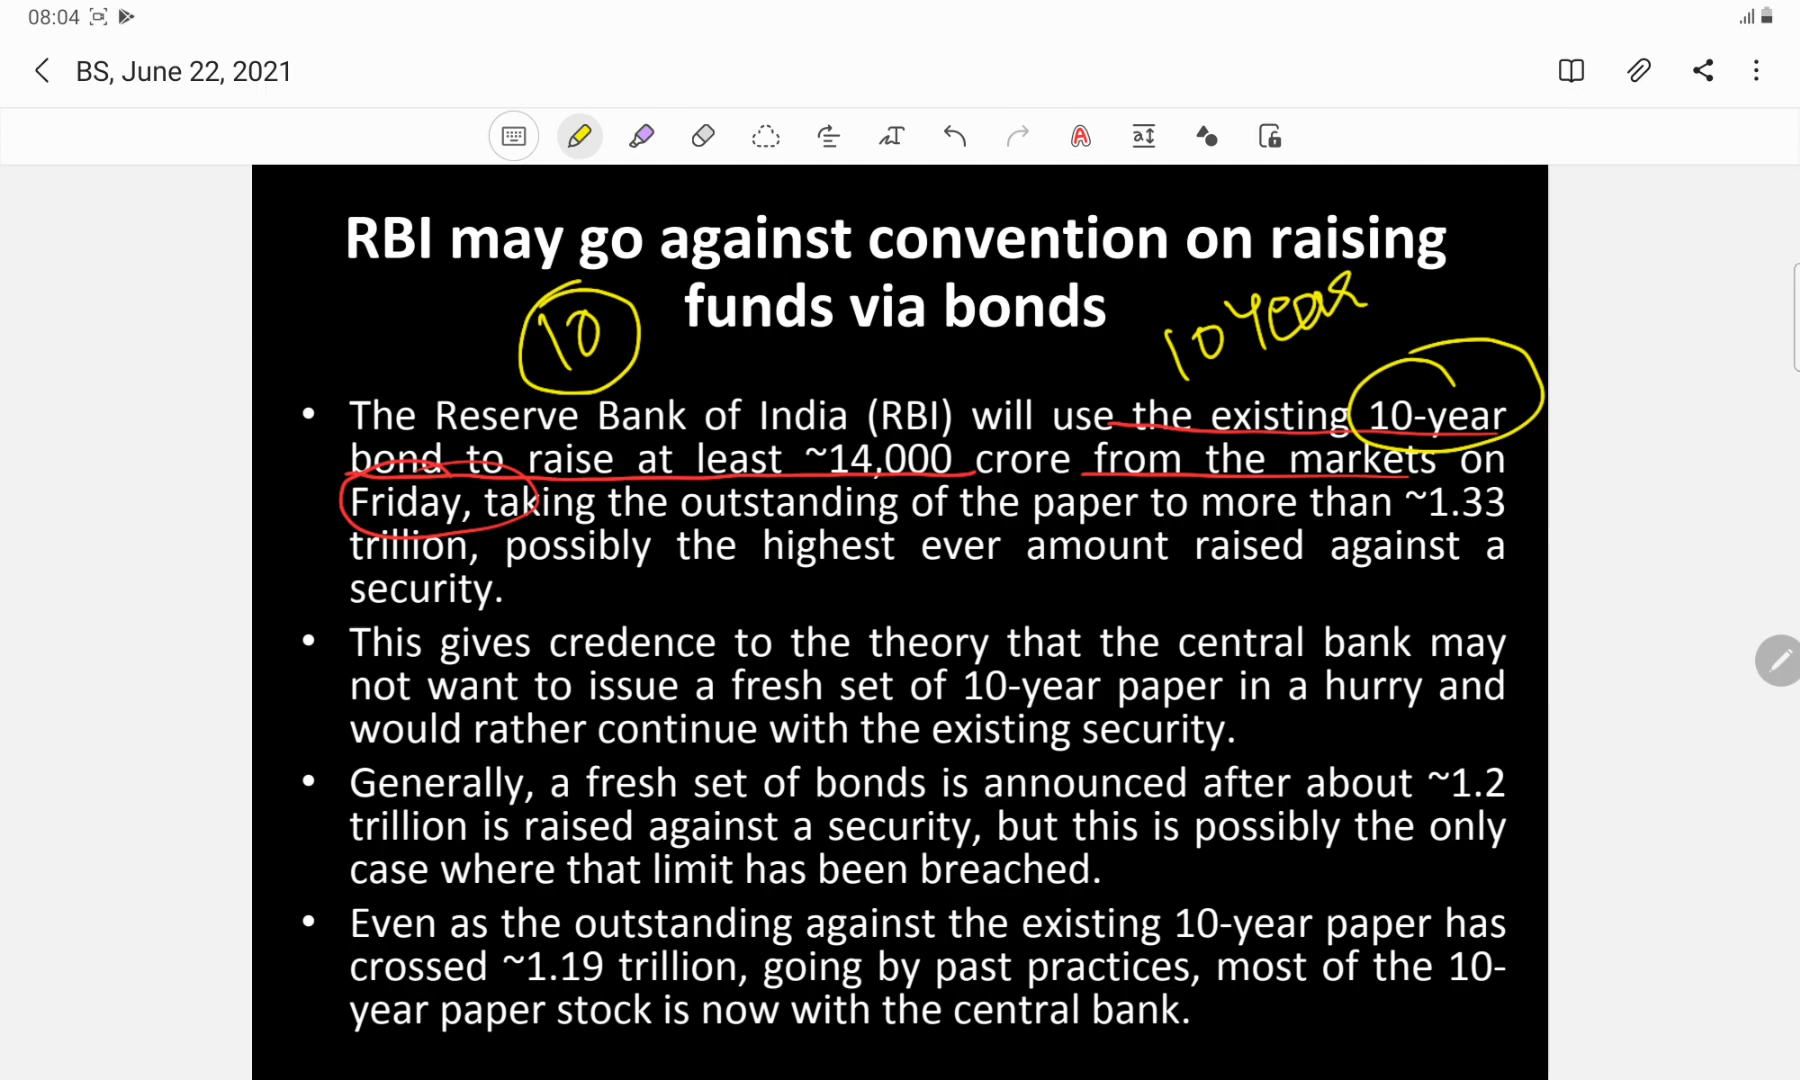 08:04
BS, June 22, 2021
RBI may go against convention on raising
funds via bonds
10
10 Year
• The Reserve Bank of India (RBI) will use the existing 10-year
bond to raise at least ~14,000 crore from the markets on
Friday, taking the outstanding of the paper to more than ~1.33
trillion, possibly the highest ever amount raised against a
security.
• This gives credence to the theory that the central bank may
not want to issue a fresh set of 10-year paper in a hurry and
would rather continue with the existing security.
• Generally, a fresh set of bonds is announced after about ~1.2
trillion is raised against a security, but this is possibly the only
case where that limit has been breached.
• Even as the outstanding against the existing 10-year paper has
crossed ~1.19 trillion, going by past practices, most of the 10-
year paper stock is now with the central bank.